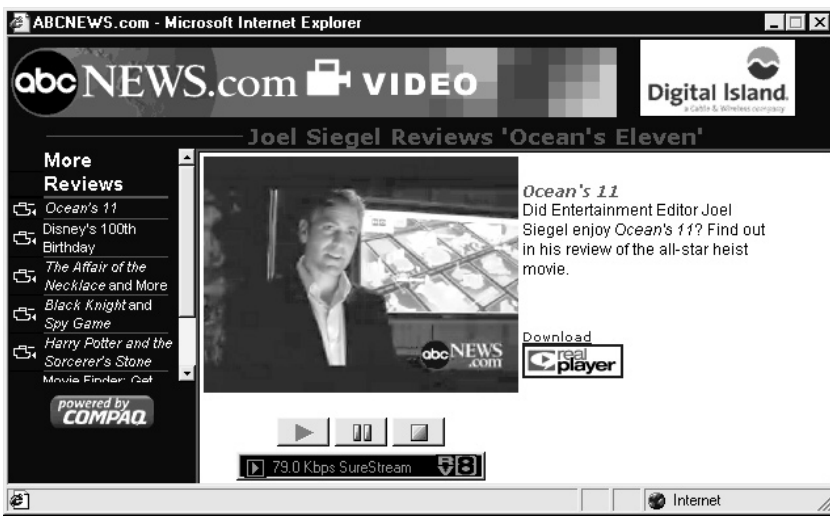 ABCNEWS.com - Microsoft Internet Explorer
abc NEWS.com VIDEO
Digital Island.
a Cable & Wireless company
Joel Siegel Reviews 'Ocean's Eleven'
More
Reviews
Ocean's 11
Disney's 100th
Birthday
The Affair of the
Necklace and More
Black Knight and
Spy Game
Harry Potter and the
Sorcerer's Stone
Movie Finder: Get
powered by
COMPAQ
abc NEWS
.com
Ocean's 11
Did Entertainment Editor Joel
Siegel enjoy Ocean's 11? Find out
in his review of the all-star heist
movie.
Download
real
player
79.0 Kbps SureStream
Internet